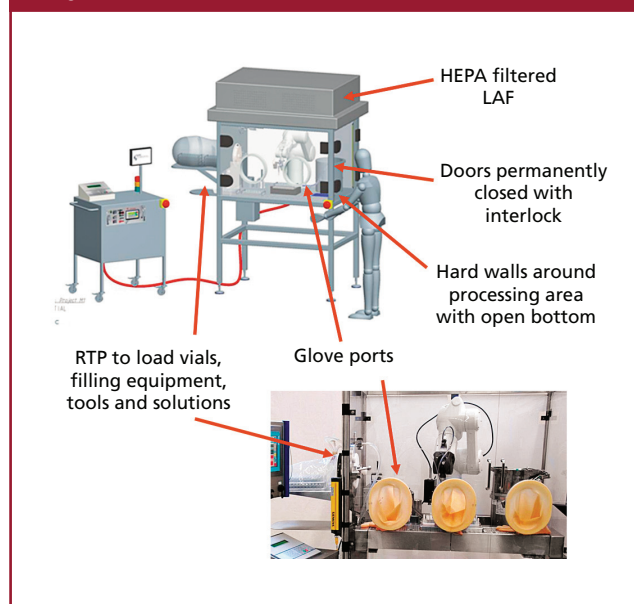 HEPA filtered
LAF
Doors permanently
closed with
interlock
Hard walls around
processing area
with open bottom
RTP to load vials,
filling equipment,
tools and solutions
Glove ports